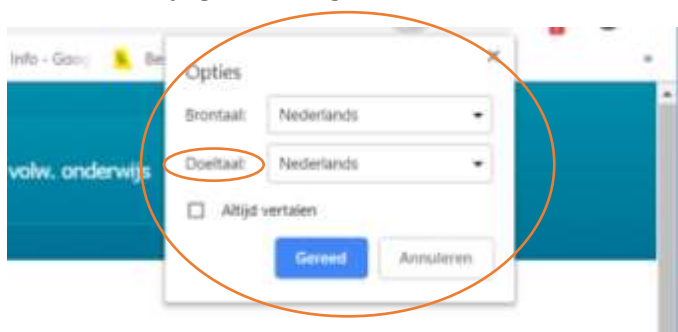 Info - Goog
Be
Opties
Brontaal: Nederlands
volw. onderwijs
Doeltaal: Nederlands
Altijd vertalen
Gereed Annuleren